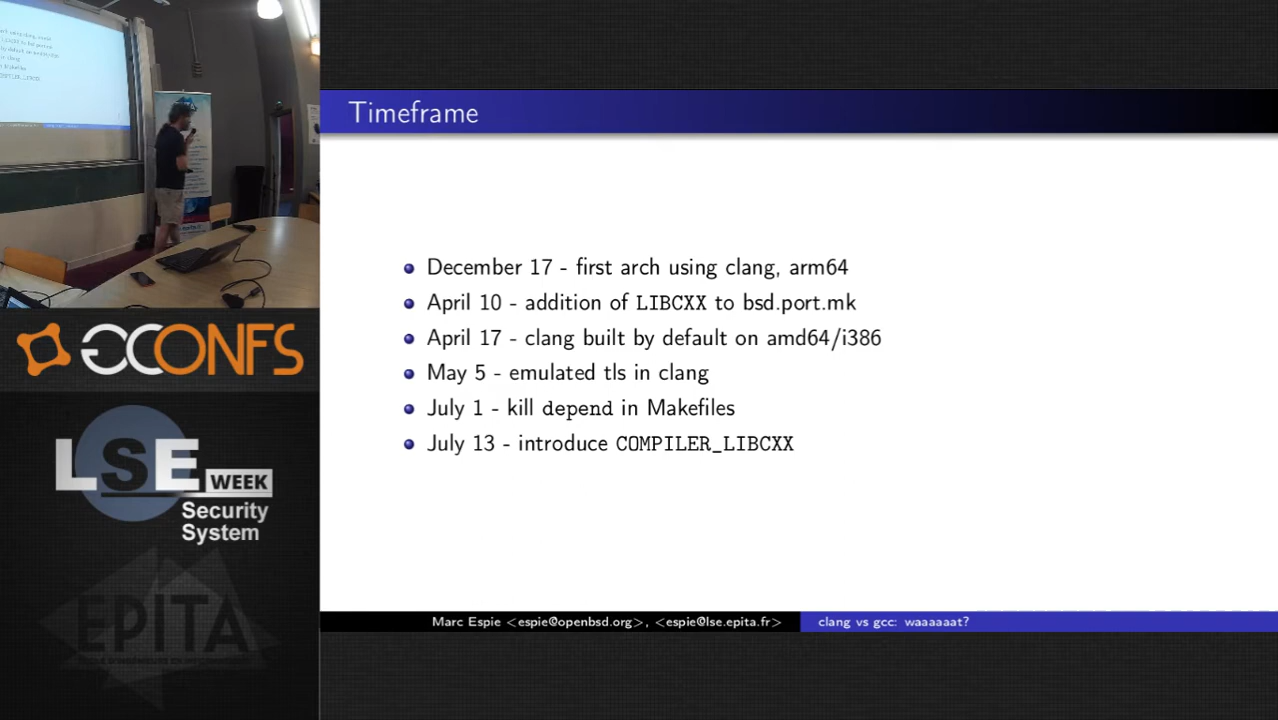 Timeframe
December 17 - first arch using clang, arm64
April 10 - addition of LIBCXX to bsd.port.mk
April 17 - clang built by default on amd64/i386
May 5 - emulated tls in clang
July 1 - kill depend in Makefiles
July 13 - introduce COMPILER_LIBCXX
Marc Espie <espie@openbsd.org>, <espie@lse.epita.fr>
clang vs gcc: waaaaaat?
CONFS
LSE WEEK
Security
System
EPITA